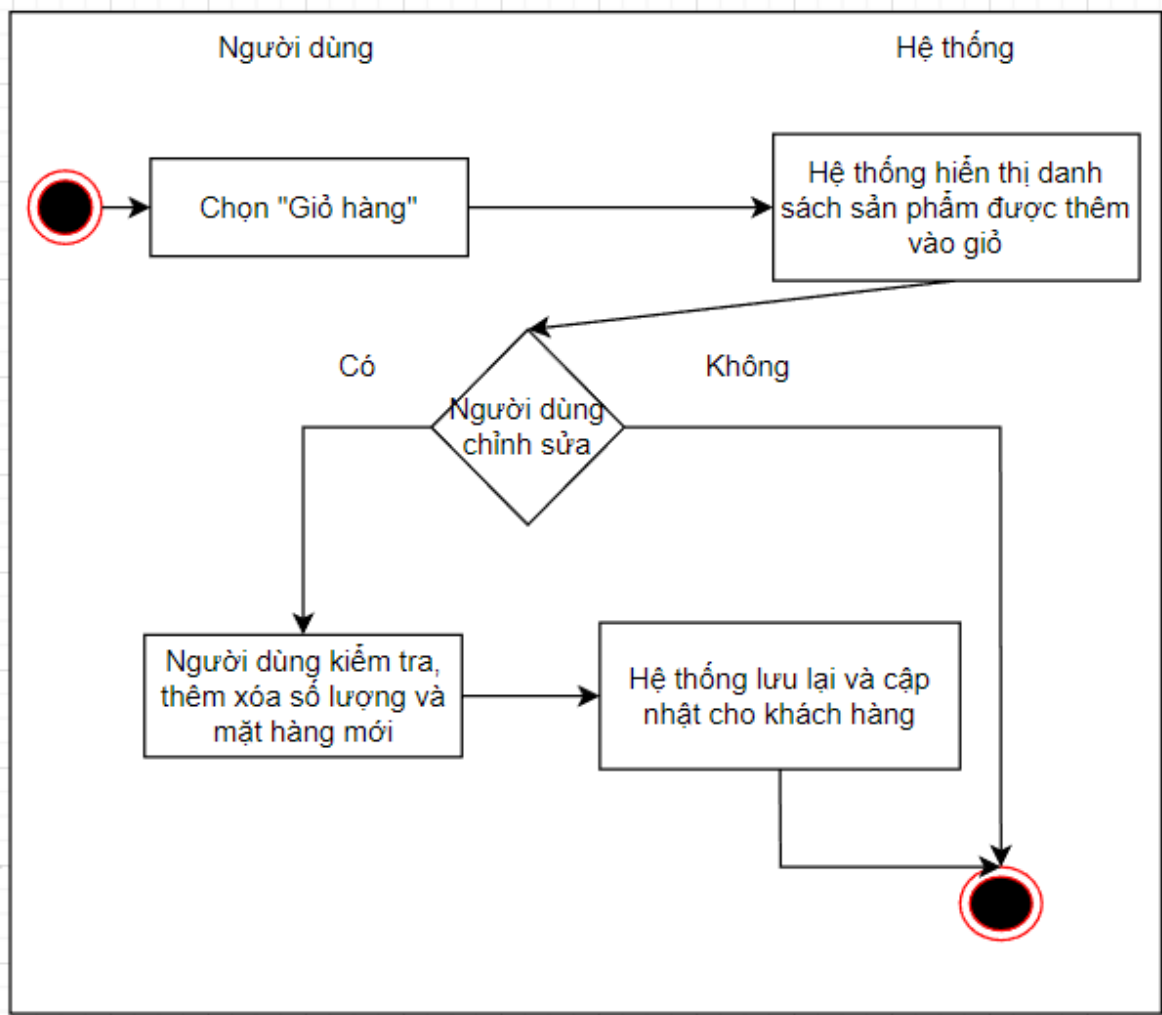 Người dùng
Hệ thống
Chọn "Giỏ hàng"
Hệ thống hiển thị danh
sách sản phẩm được thêm
vào giỏ
Có
Không
Người dùng
chỉnh sửa
Người dùng kiểm tra,
thêm xóa số lượng và
mặt hàng mới
Hệ thống lưu lại và cập
nhật cho khách hàng